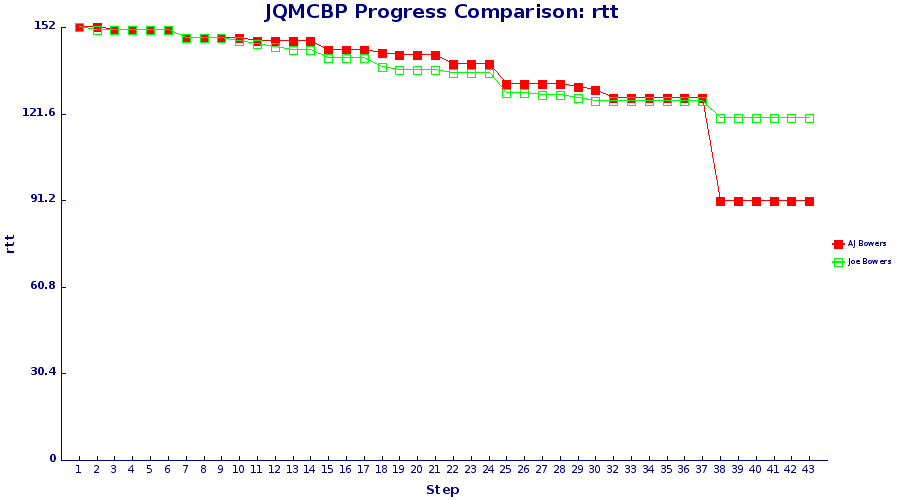 JQMCBP Progress Comparison: rtt
152
121.6
91.2
60.8
30.4
0
rtt
1 2 3 4 5 6 7 8 9 10 11 12 13 14 15 16 17 18 19 20 21 22 23 24 25 26 27 28 29 30 31 32 33 34 35 36 37 38 39 40 41 42 43
Step
AJ Bowers
Joe Bowers